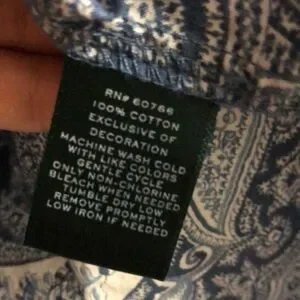 RN# 60766
100% COTTON
EXCLUSIVE OF
DECORATION
MACHINE WASH COLD
WITH LIKE COLORS
GENTLE CYCLE
ONLY NON-CHLORINE
BLEACH WHEN NEEDED
TUMBLE DRY LOW
REMOVE PROMPTLY
LOW IRON IF NEEDED